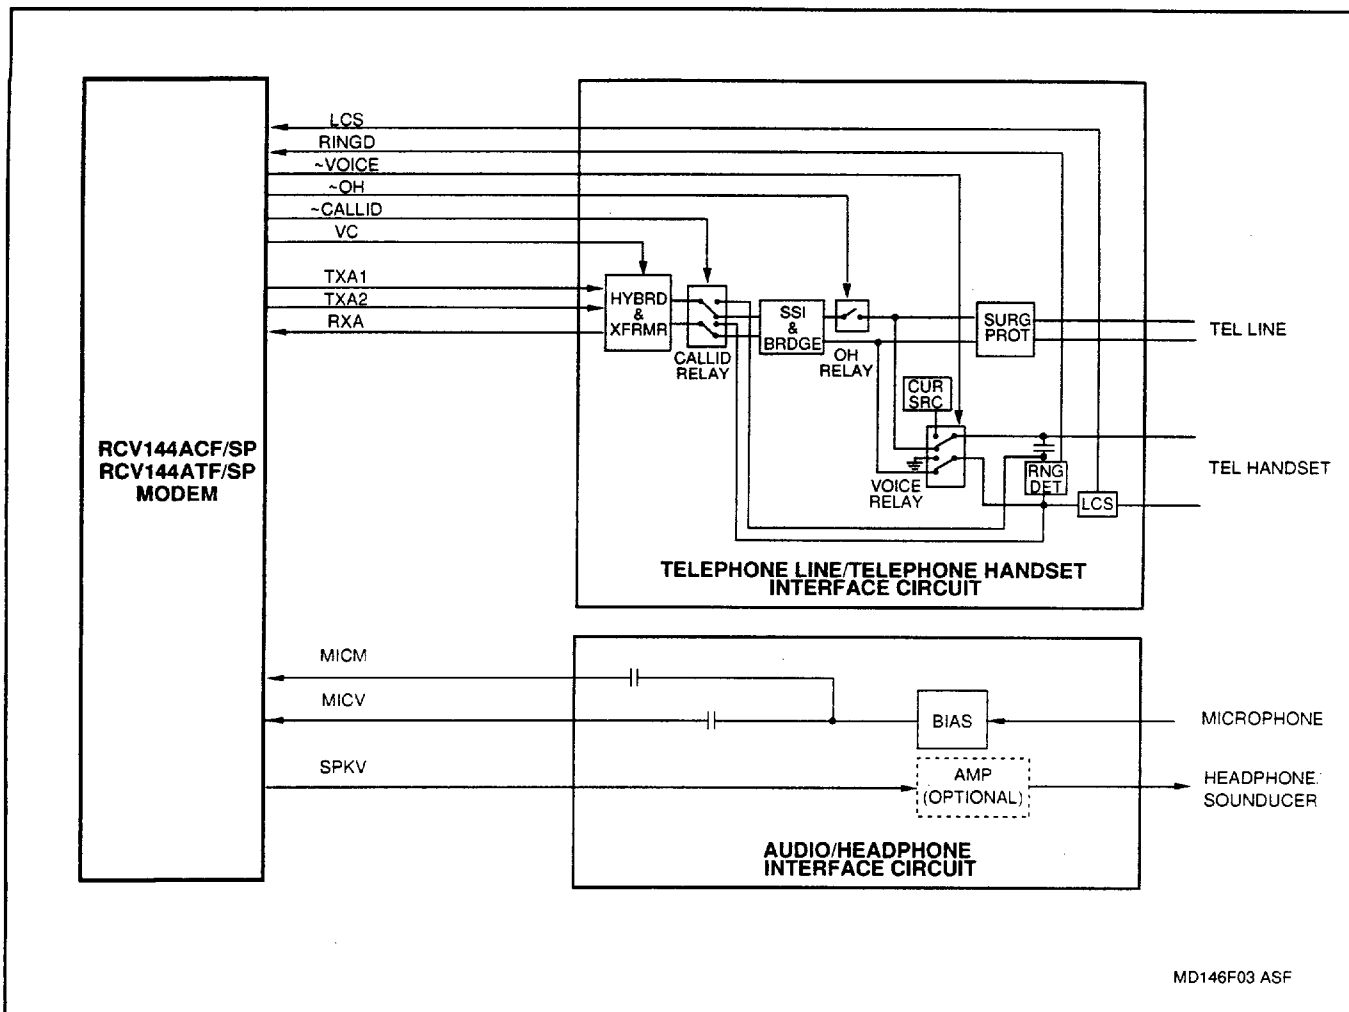 LCS
RINGD
~VOICE
~OH
~CALLID
VC
TXA1
TXA2
RXA
HYBRD
&
XFRMR
CALLID
RELAY
SSI
&
BRDGE
OH
RELAY
SURG
PROT
TEL LINE
CUR
SRC
VOICE
RELAY
RNG
DET
LCS
TEL HANDSET
RCV144ACF/SP
RCV144ATF/SP
MODEM
TELEPHONE LINE/TELEPHONE HANDSET
INTERFACE CIRCUIT
MICM
MICV
SPKV
BIAS
MICROPHONE
AMP
(OPTIONAL)
HEADPHONE
SOUNDUCER
AUDIO/HEADPHONE
INTERFACE CIRCUIT
MD146F03 ASF